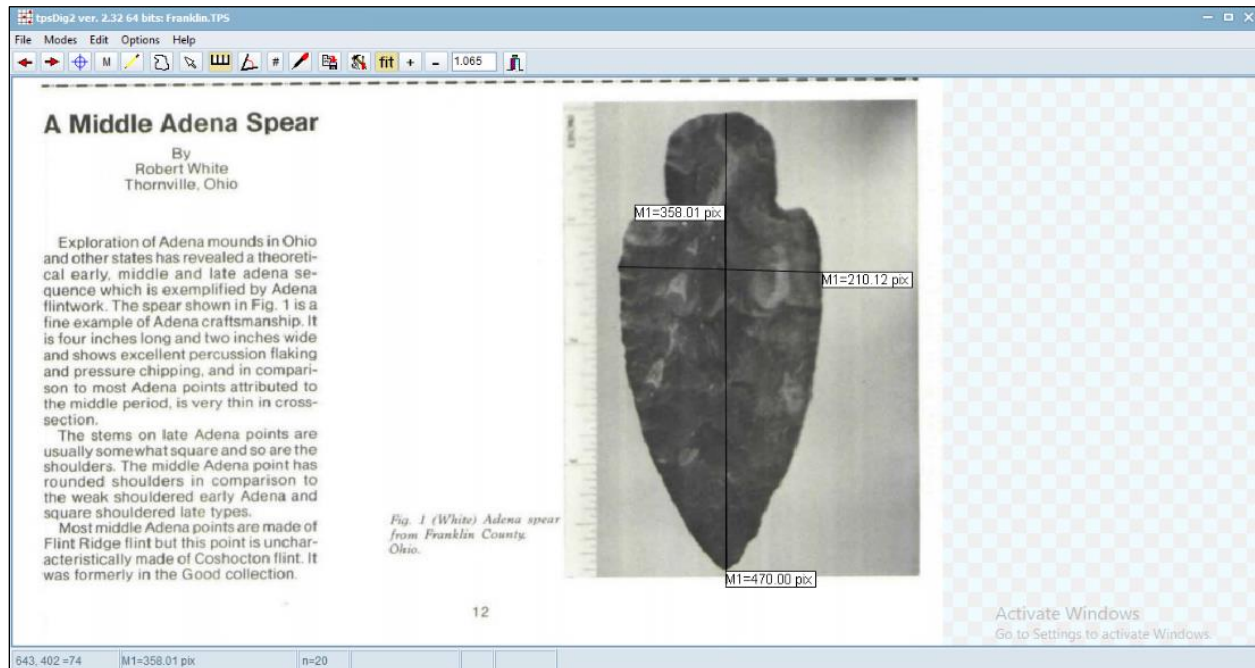 tpsDig2 ver. 2.32 64 bits: Franklin.TPS
File Modes Edit Options Help
M # fit + - 1.065
A Middle Adena Spear
By
Robert White
Thornville, Ohio
Exploration of Adena mounds in Ohio
and other states has revealed a theoreti-
cal early, middle and late adena se-
quence which is exemplified by Adena
flintwork. The spear shown in Fig. 1 is a
fine example of Adena craftsmanship. It
is four inches long and two inches wide
and shows excellent percussion flaking
and pressure chipping, and in compari-
son to most Adena points attributed to
the middle period, is very thin in cross-
section.
The stems on late Adena points are
usually somewhat square and so are the
shoulders. The middle Adena point has
rounded shoulders in comparison to
the weak shouldered early Adena and
square shouldered late types.
Most middle Adena points are made of
Flint Ridge flint but this point is unchar-
acteristically made of Coshocton flint. It
was formerly in the Good collection.
Fig. 1 (White) Adena spear
from Franklin County,
Ohio.
12
M1=358.01 pix
M1=210.12 pix
M1=470.00 pix
Activate Windows
Go to Settings to activate Windows.
643, 402 =74 M1=358.01 pix n=20